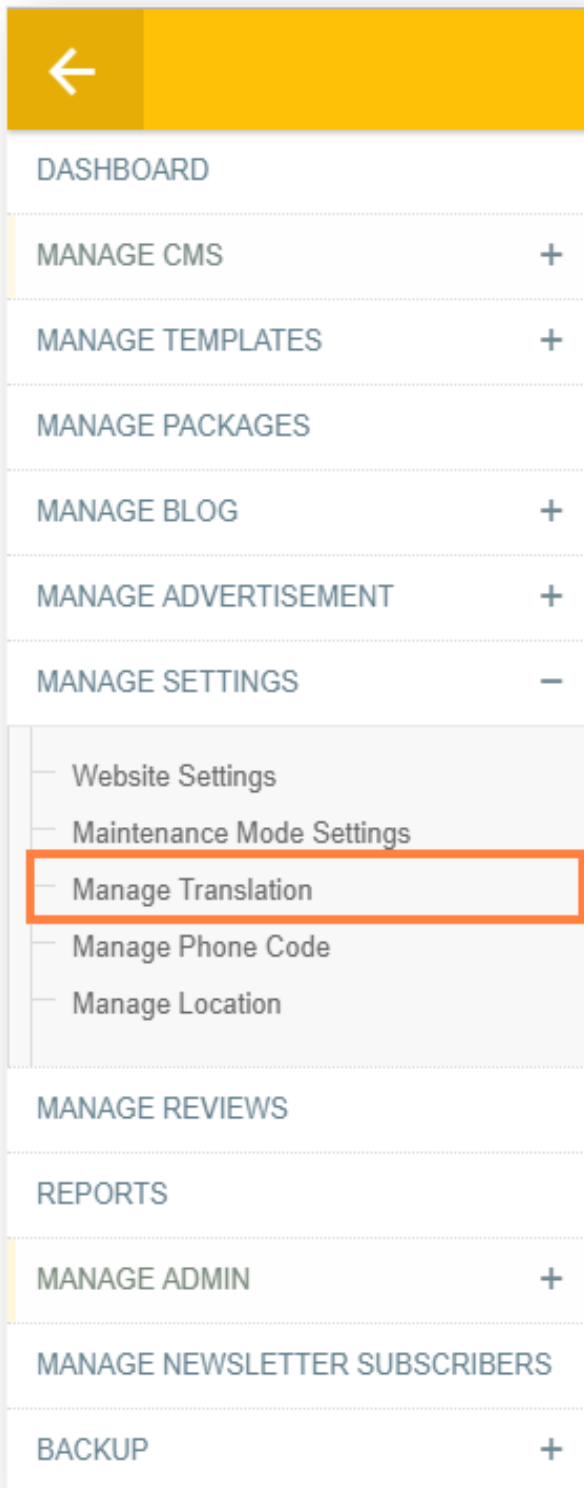 DASHBOARD
MANAGE CMS +
MANAGE TEMPLATES +
MANAGE PACKAGES
MANAGE BLOG +
MANAGE ADVERTISEMENT +
MANAGE SETTINGS −
Website Settings
Maintenance Mode Settings
Manage Translation
Manage Phone Code
Manage Location
MANAGE REVIEWS
REPORTS
MANAGE ADMIN +
MANAGE NEWSLETTER SUBSCRIBERS
BACKUP +